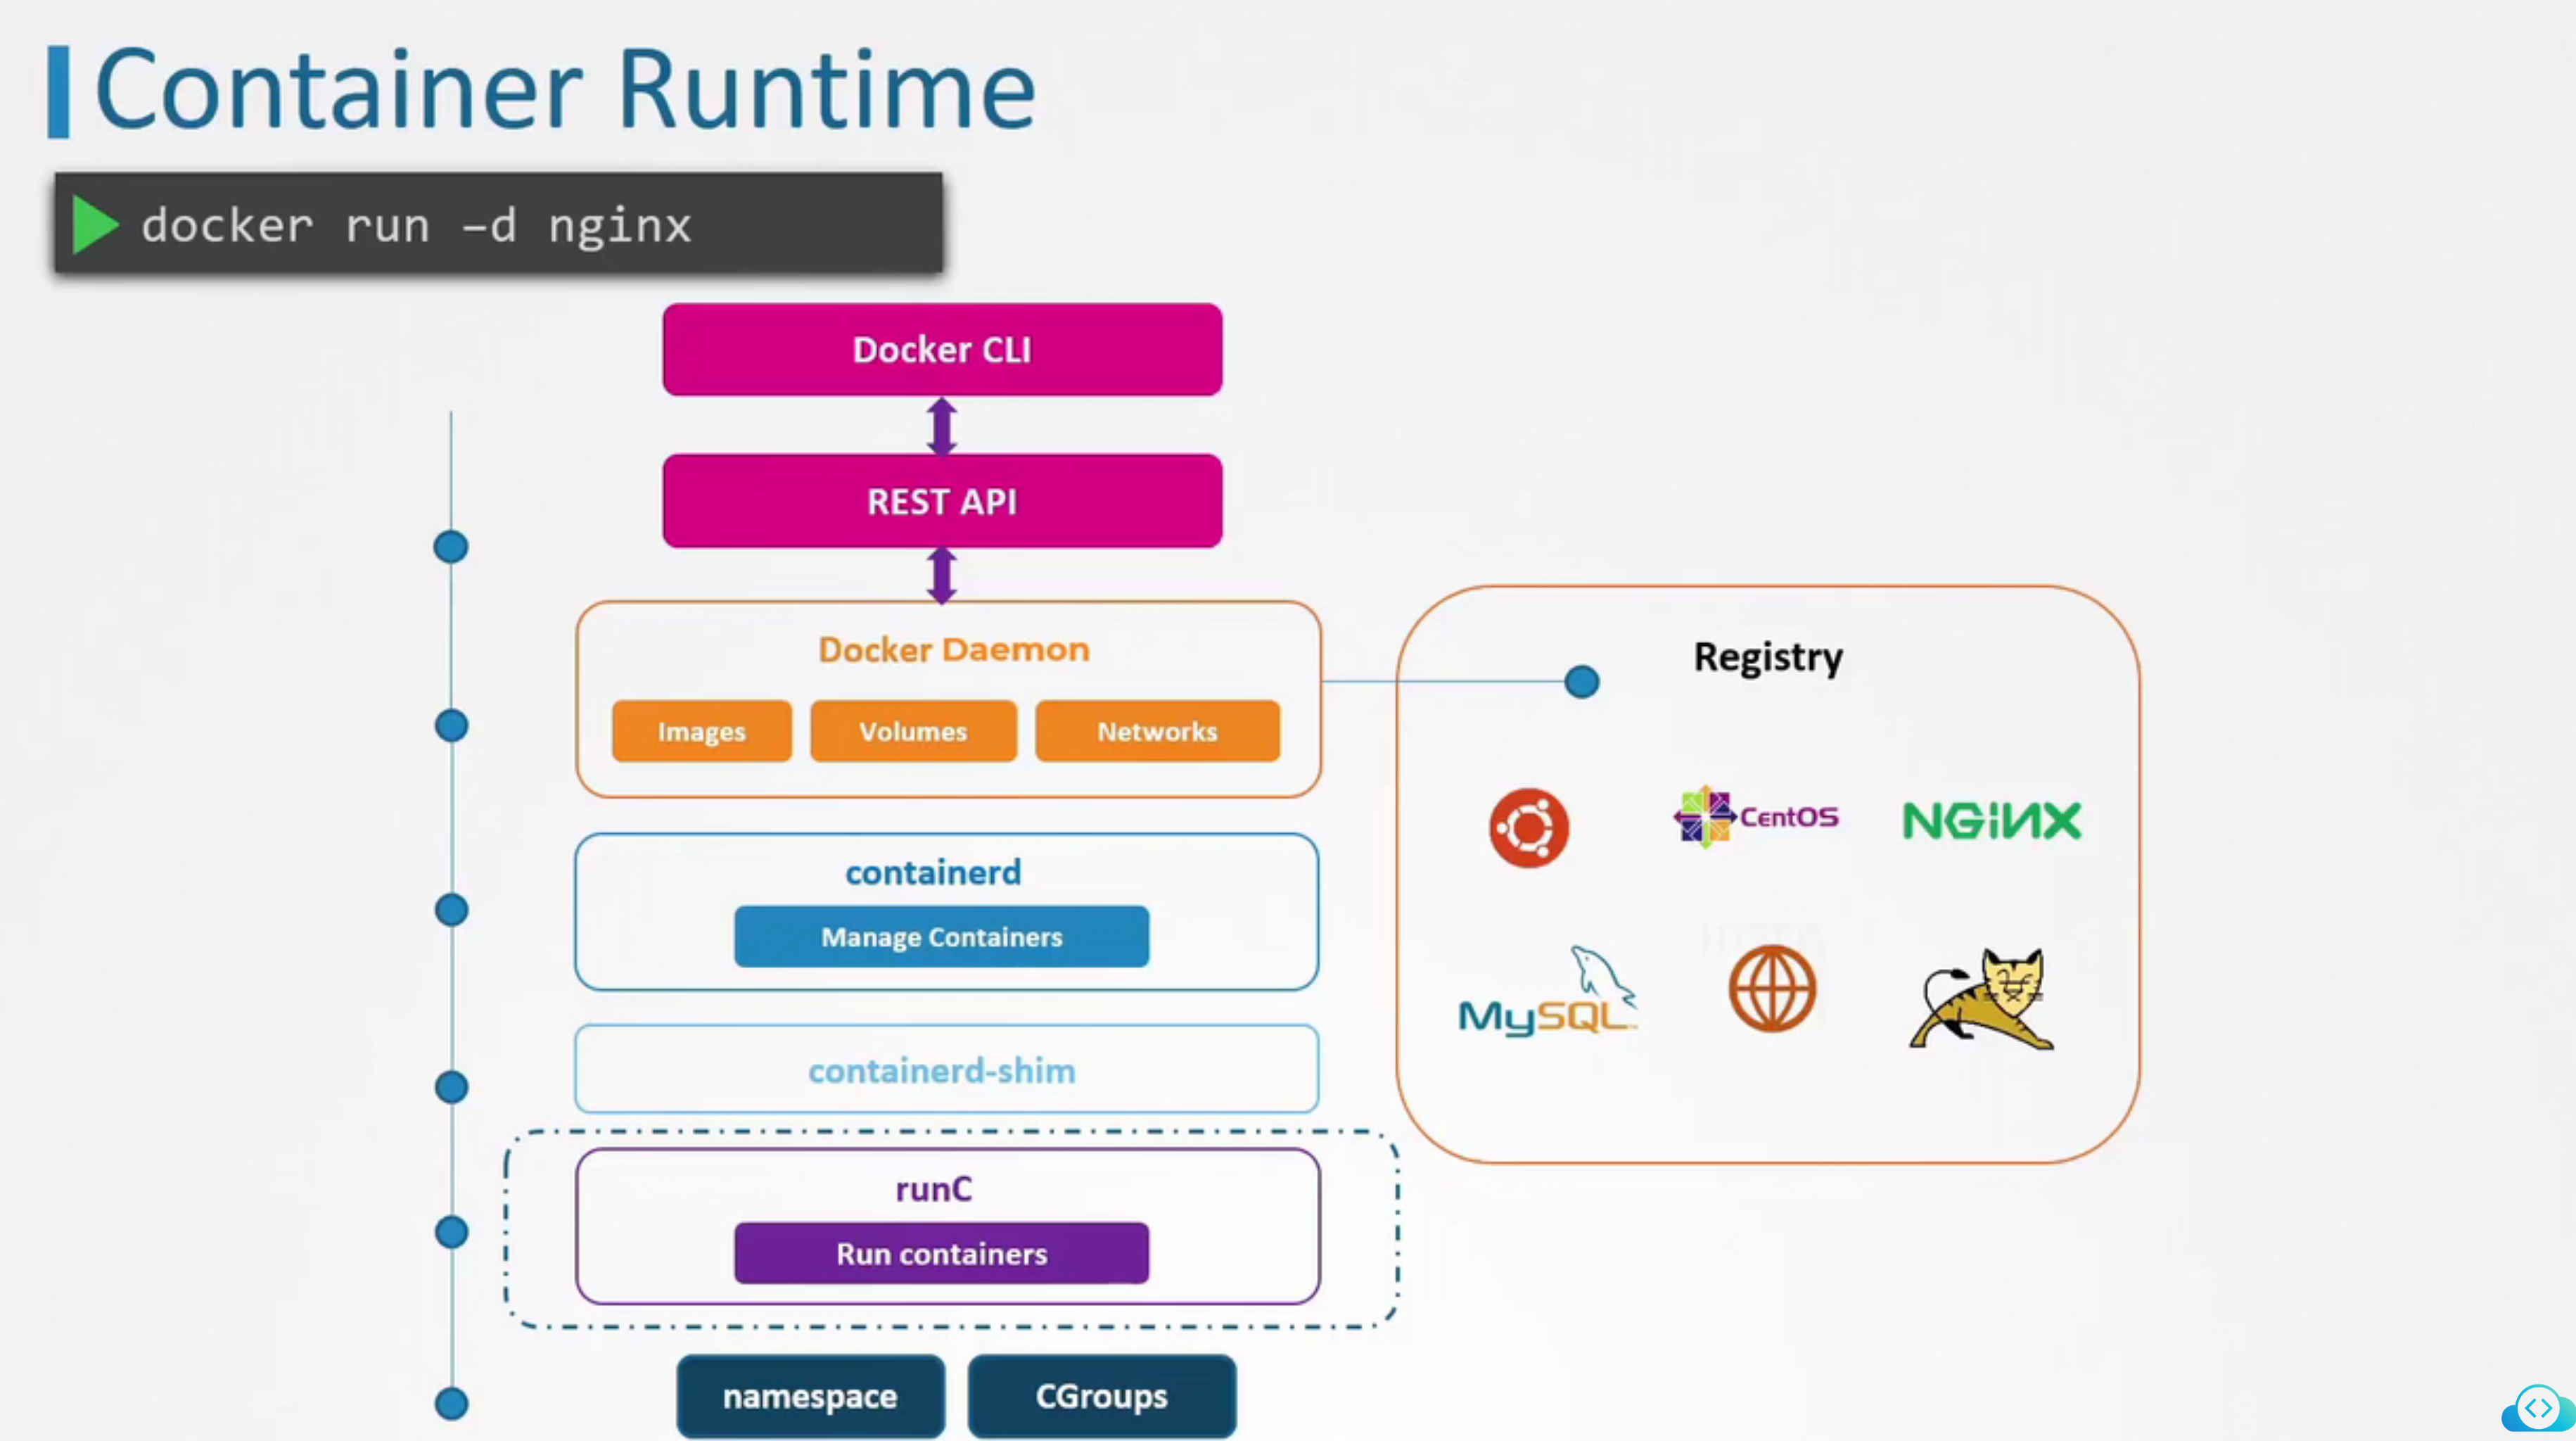 Container Runtime
docker run –d nginx
Docker CLI
REST API
Docker Daemon
Images
Volumes
Networks
Registry
CentOS
NGiNX
MySQL
containerd
Manage Containers
containerd-shim
runC
Run containers
namespace
CGroups